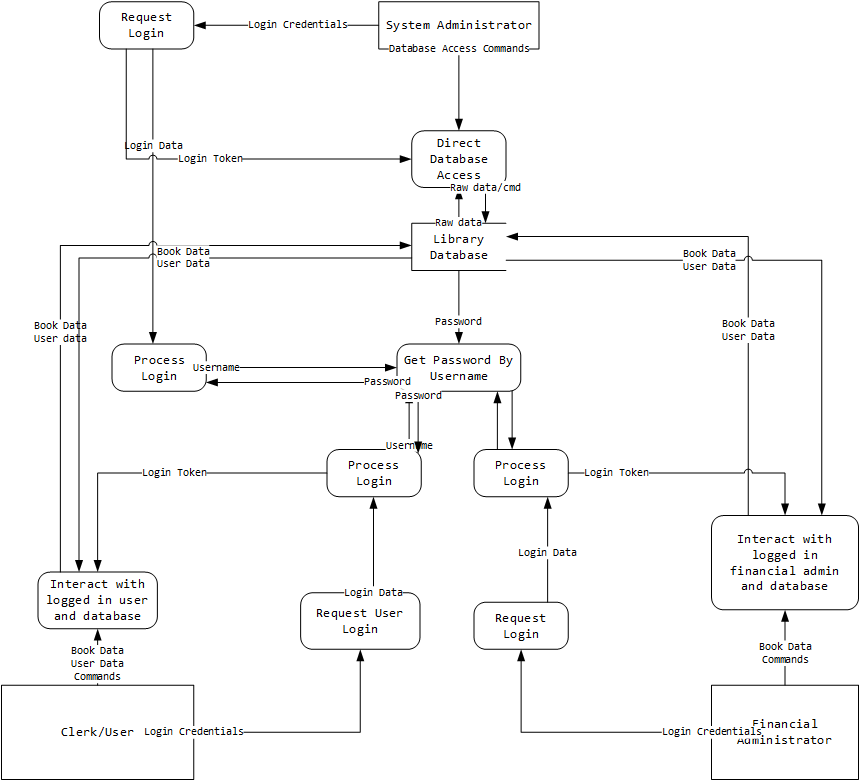 Request
Login
Login Credentials
System Administrator
Database Access Commands
Login Data
Login Token
Direct
Database
Access
Raw data/cmd
Raw data
Library
Database
Book Data
User Data
Book Data
User Data
Book Data
User data
Password
Book Data
User Data
Process
Login
Username
Password
Get Password By
Username
Password
Username
Process
Login
Process
Login
Login Token
Login Token
Interact with
logged in
financial admin
and database
Login Data
Interact with
logged in user
and database
Login Data
Request User
Login
Request
Login
Book Data
User Data
Commands
Book Data
Commands
Clerk/User
Login Credentials
Login Credentials
Financial
Administrator